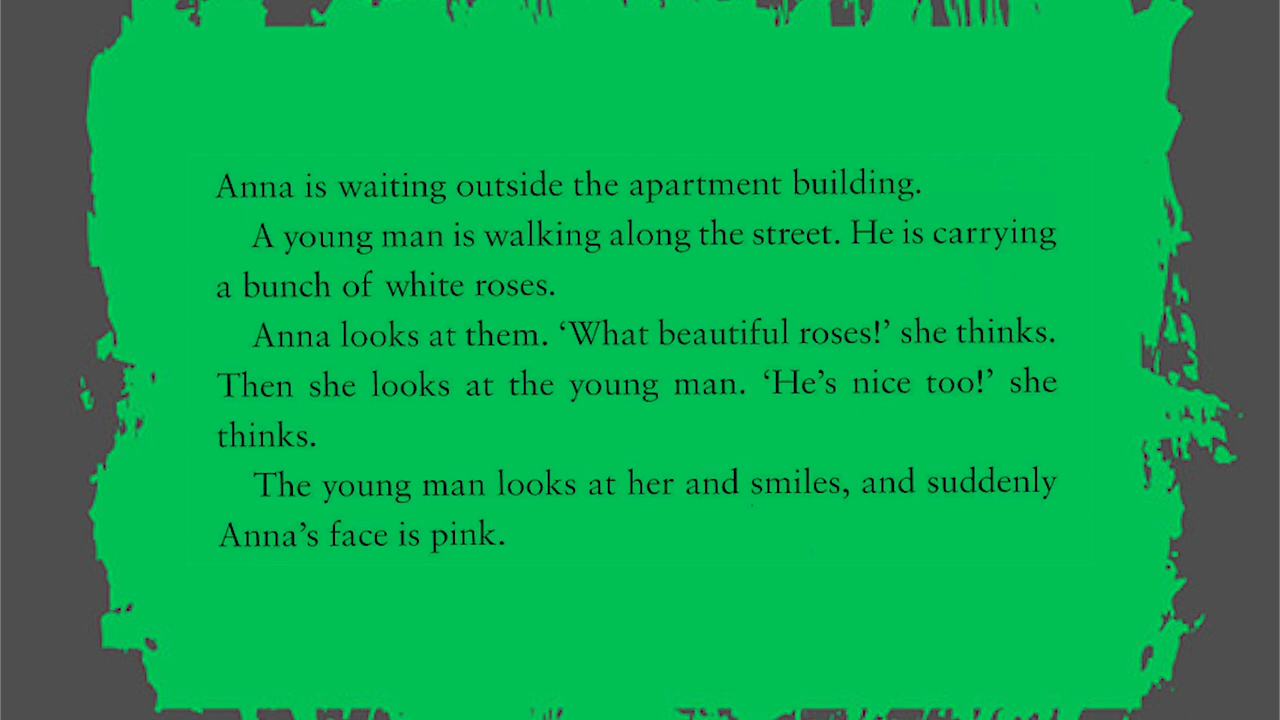 Anna is waiting outside the apartment building.
A young man is walking along the street. He is carrying
a bunch of white roses.
Anna looks at them. ‘What beautiful roses!’ she thinks.
Then she looks at the young man. ‘He’s nice too!’ she
thinks.
The young man looks at her and smiles, and suddenly
Anna’s face is pink.